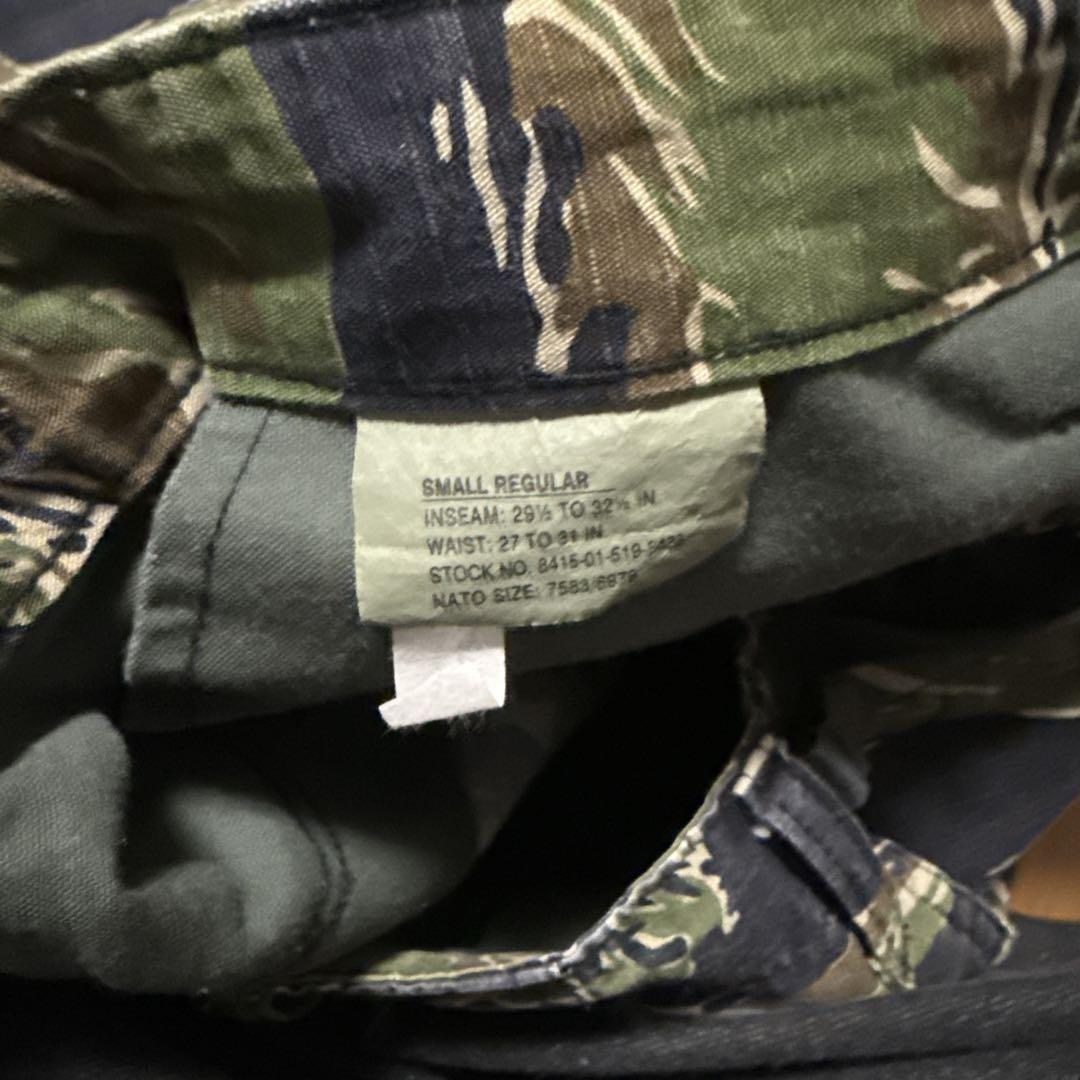 SMALL REGULAR
INSEAM: 29½ TO 32½ IN
WAIST: 27 TO 31 IN
STOCK NO. 8415-01-519-
NATO SIZE: